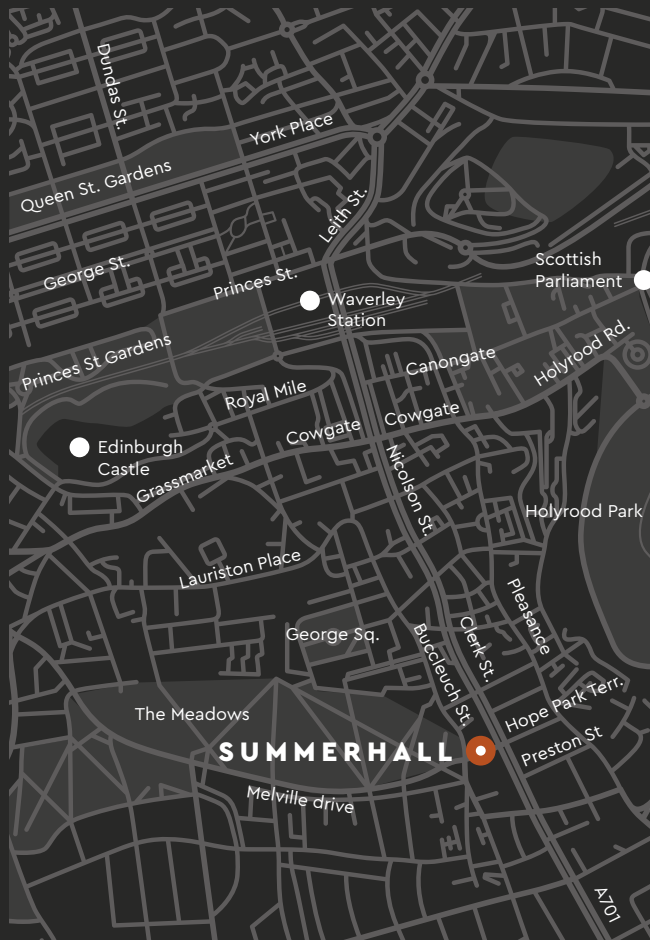 Dundas St.
York Place
Queen St. Gardens
Leith St.
George St.
Princes St.
Scottish
Parliament
Waverley
Station
Princes St Gardens
Canongate
Holyrood Rd.
Royal Mile
Cowgate
Cowgate
Edinburgh
Castle
Grassmarket
Nicolson St.
Holyrood Park
Lauriston Place
Pleasance
George Sq.
Buccleuch St.
Clerk St.
Hope Park Terr.
The Meadows
SUMMERHALL
Preston St
Melville drive
A701